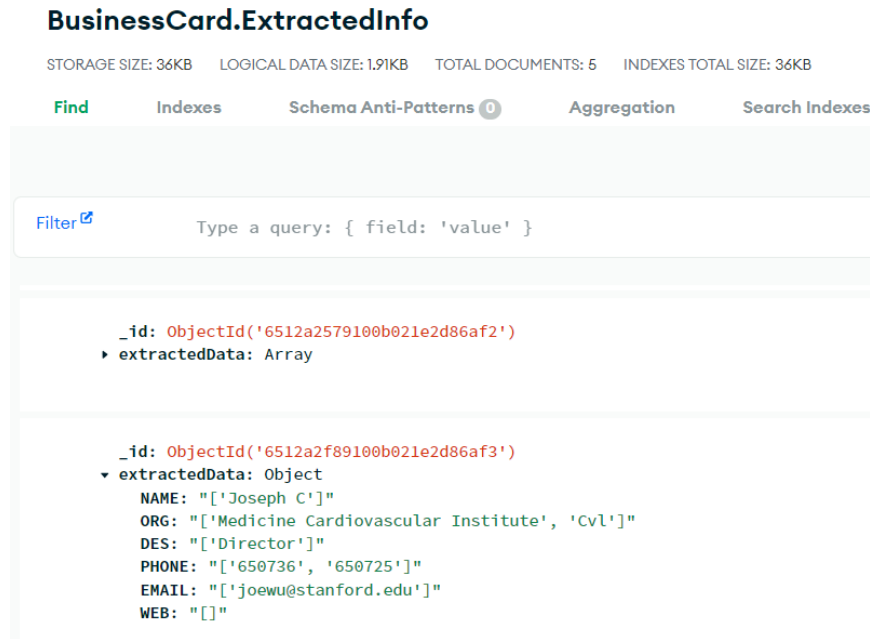 BusinessCard.ExtractedInfo
STORAGE SIZE: 36KB LOGICAL DATA SIZE: 1.91KB TOTAL DOCUMENTS: 5 INDEXES TOTAL SIZE: 36KB
Find Indexes Schema Anti-Patterns 0 Aggregation Search Indexes
Filter Type a query: { field: 'value' }
_id: ObjectId('6512a2579100b021e2d86af2')
extractedData: Array
_id: ObjectId('6512a2f89100b021e2d86af3')
extractedData: Object
NAME: "['Joseph C']"
ORG: "['Medicine Cardiovascular Institute', 'Cvl']"
DES: "['Director']"
PHONE: "['650736', '650725']"
EMAIL: "['joewu@stanford.edu']"
WEB: "[]"